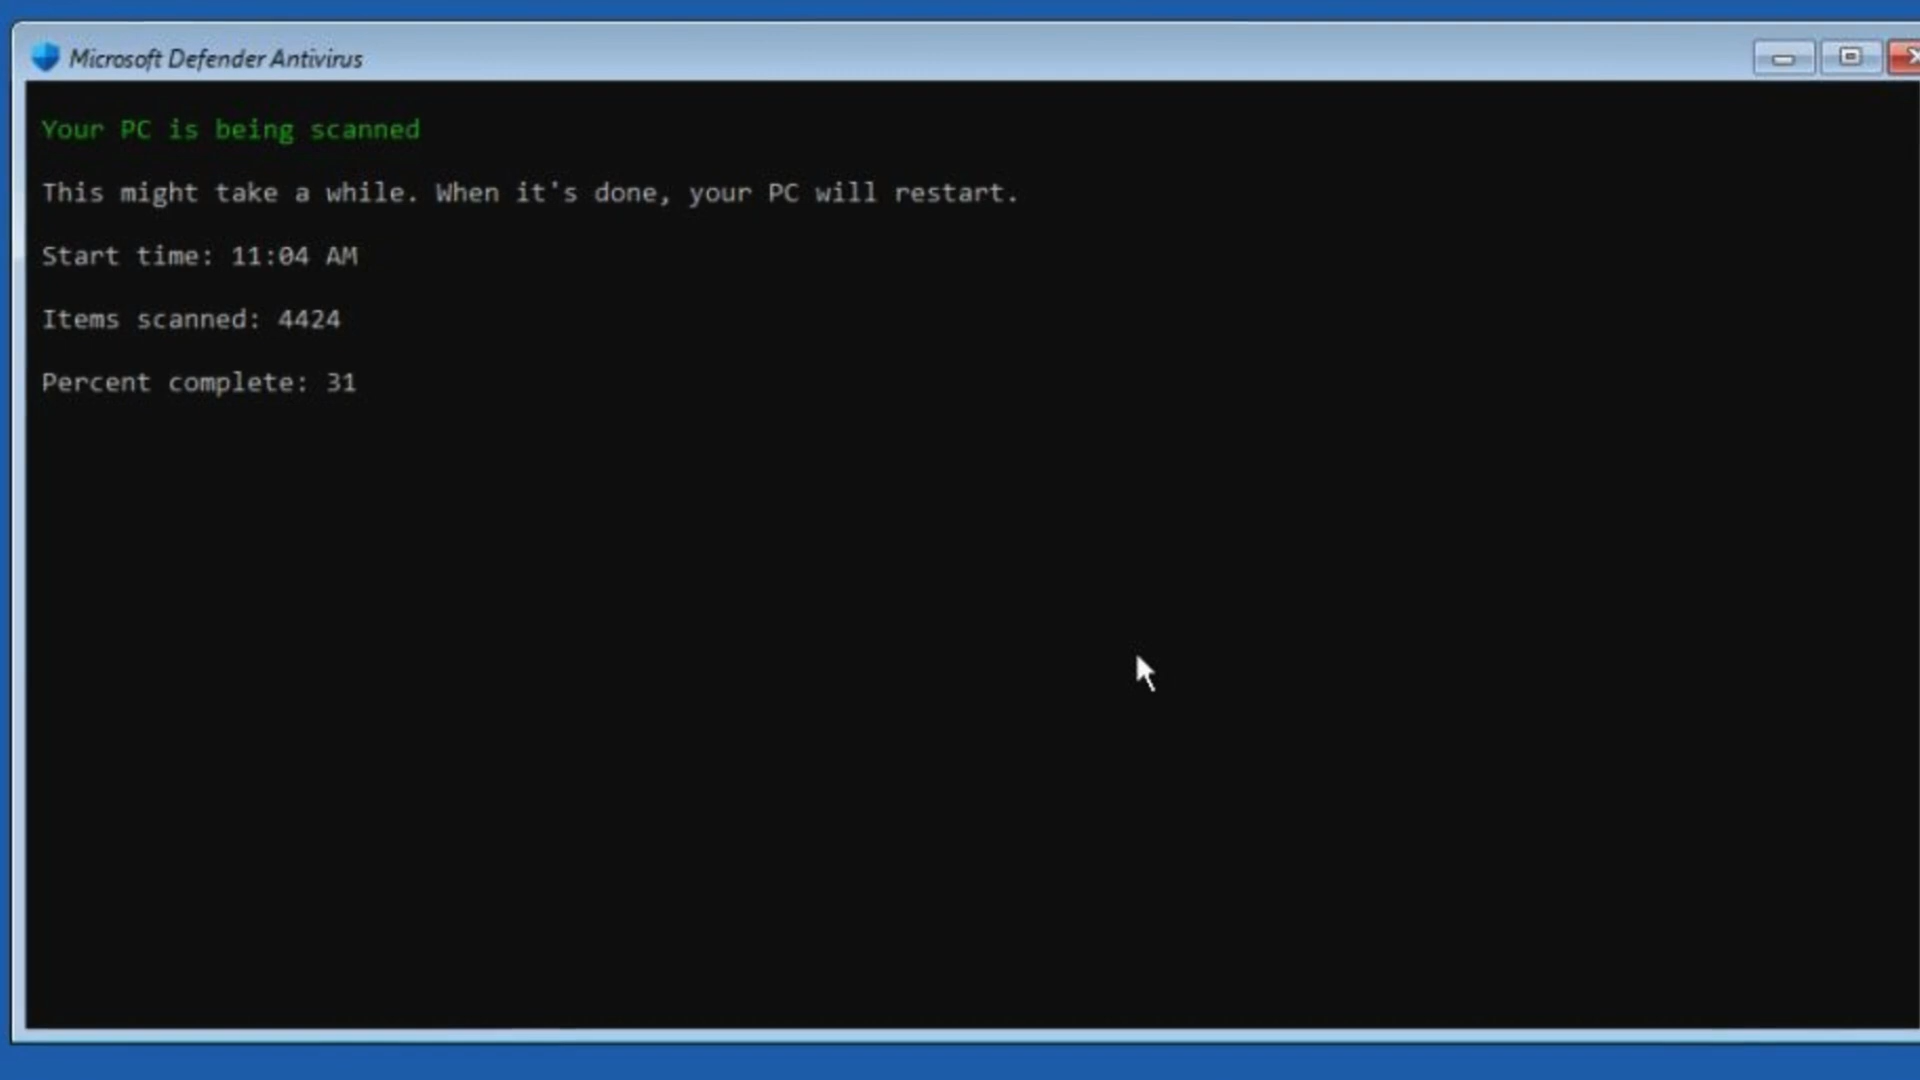 Microsoft Defender Antivirus
Your PC is being scanned
This might take a while. When it's done, your PC will restart.
Start time: 11:04 AM
Items scanned: 4424
Percent complete: 31